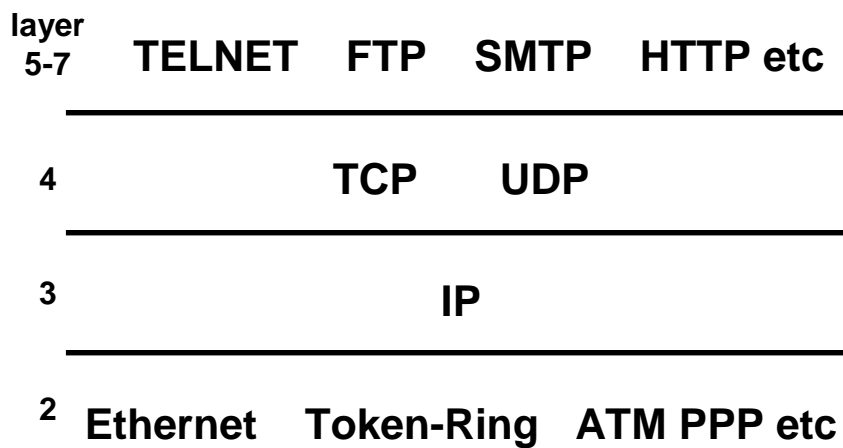 layer
5-7 TELNET FTP SMTP HTTP etc
4 TCP UDP
3 IP
2 Ethernet Token-Ring ATM PPP etc